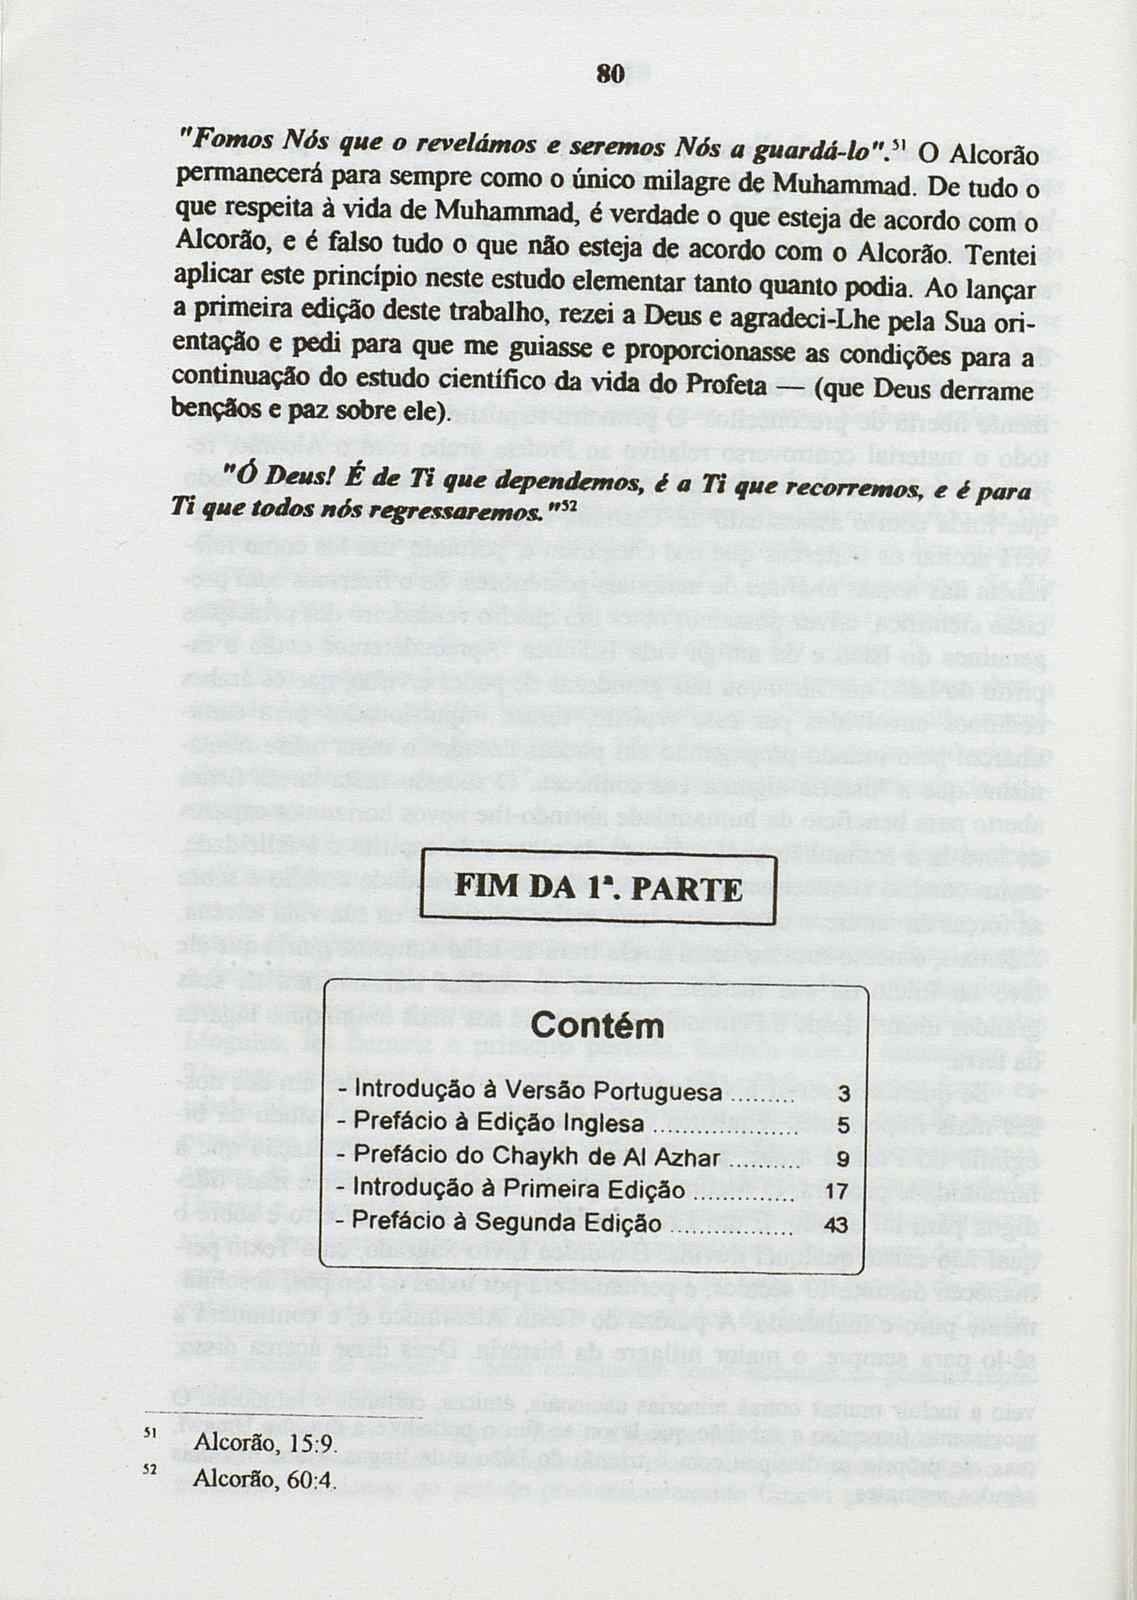 80
"Fomos Nós que o revelámos e seremos Nós a guardá-lo".⁵¹ O Alcorão
permanecerá para sempre como o único milagre de Muhammad. De tudo o
que respeita à vida de Muhammad, é verdade o que esteja de acordo com o
Alcorão, e é falso tudo o que não esteja de acordo com o Alcorão. Tentei
aplicar este princípio neste estudo elementar tanto quanto podia. Ao lançar
a primeira edição deste trabalho, rezei a Deus e agradeci-Lhe pela Sua ori-
entação e pedi para que me guiasse e proporcionasse as condições para a
continuação do estudo científico da vida do Profeta — (que Deus derrame
bençãos e paz sobre ele).
"Ó Deus! É de Ti que dependemos, é a Ti que recorremos, e é para
Ti que todos nós regressaremos."⁵²
FIM DA 1ª. PARTE
Contém
- Introdução à Versão Portuguesa ......... 3
- Prefácio à Edição Inglesa .................... 5
- Prefácio do Chaykh de Al Azhar .......... 9
- Introdução à Primeira Edição .............. 17
- Prefácio à Segunda Edição ................. 43
51 Alcorão, 15:9.
52 Alcorão, 60:4.